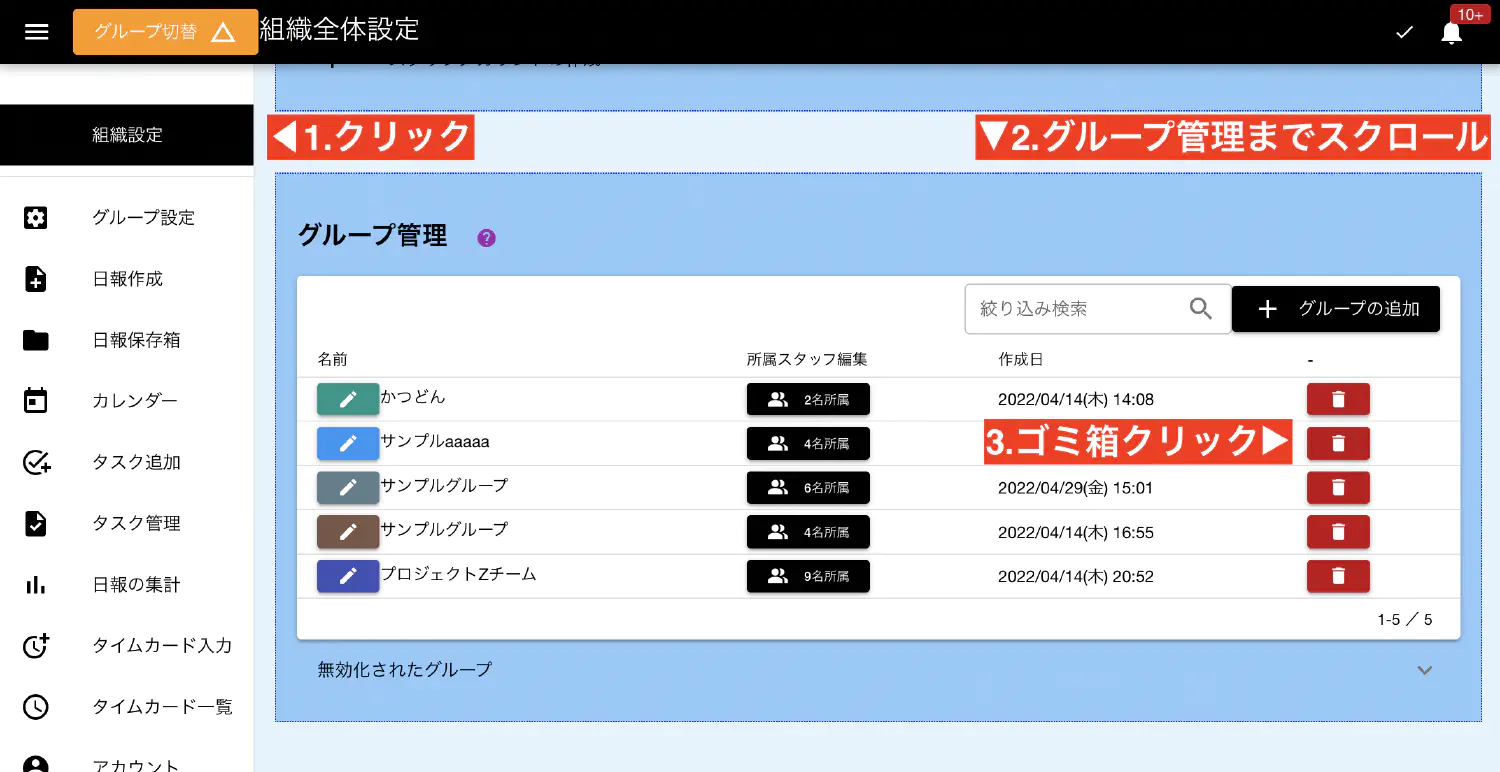 グループ切替
組織全体設定
10+
組織設定
◀1.クリック
▼2.グループ管理までスクロール
グループ設定
日報作成
日報保存箱
カレンダー
タスク追加
タスク管理
日報の集計
タイムカード入力
タイムカード一覧
アカウント
グループ管理 ?
絞り込み検索
グループの追加
名前 所属スタッフ編集 作成日 -
かつどん 2名所属 2022/04/14(木) 14:08
サンプルaaaaa 4名所属 3.ゴミ箱クリック▶
サンプルグループ 6名所属 2022/04/29(金) 15:01
サンプルグループ 4名所属 2022/04/14(木) 16:55
プロジェクトZチーム 9名所属 2022/04/14(木) 20:52
1-5 / 5
無効化されたグループ